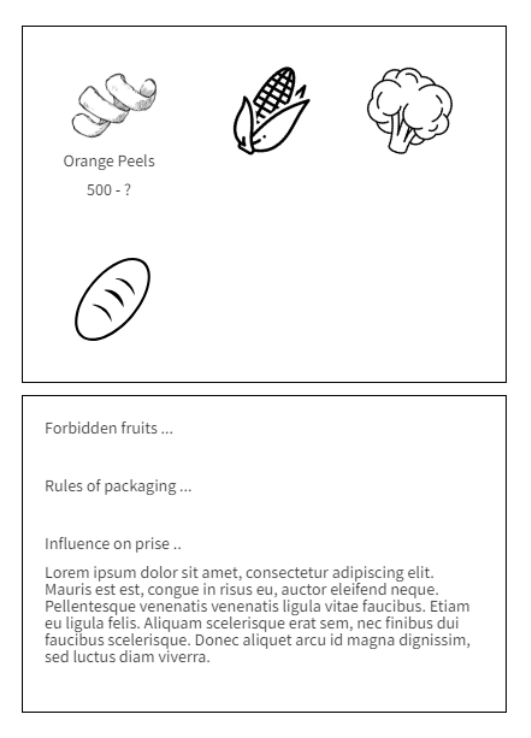 Orange Peels
500 - ?
Forbidden fruits ...
Rules of packaging ...
Influence on prise ..
Lorem ipsum dolor sit amet, consectetur adipiscing elit.
Mauris est est, congue in risus eu, auctor eleifend neque.
Pellentesque venenatis venenatis ligula vitae faucibus. Etiam
eu ligula felis. Aliquam scelerisque erat sem, nec finibus dui
faucibus scelerisque. Donec aliquet arcu id magna dignissim,
sed luctus diam viverra.